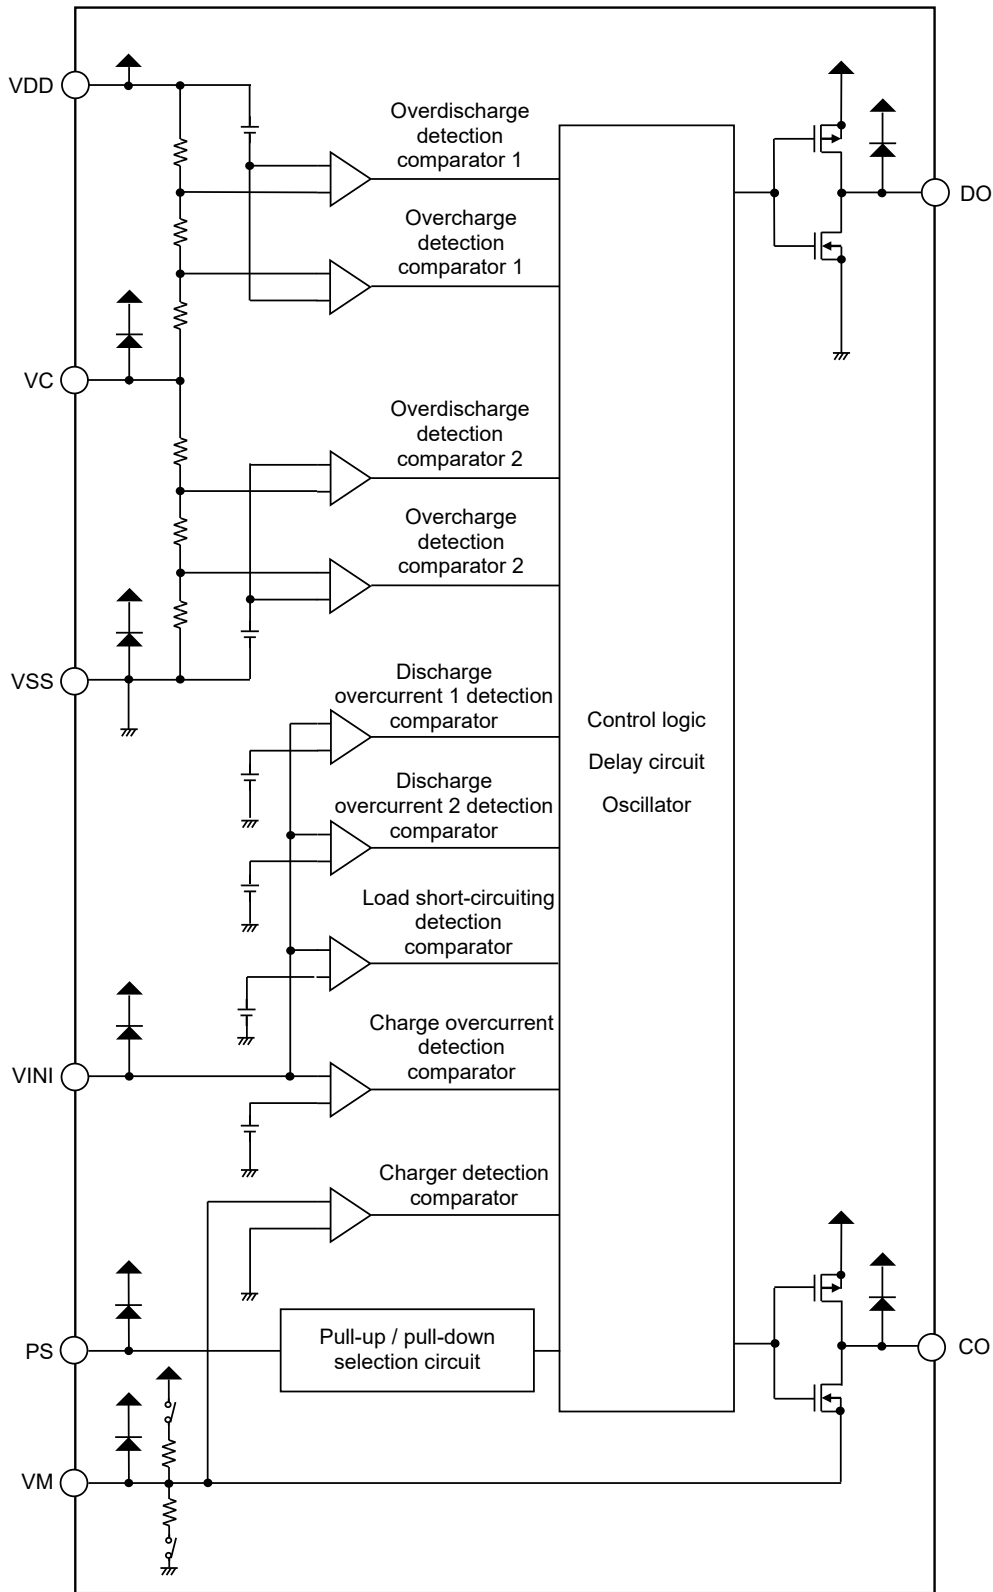 VDD
Overdischarge
detection
comparator 1
DO
Overcharge
detection
comparator 1
VC
Overdischarge
detection
comparator 2
Overcharge
detection
comparator 2
VSS
Discharge
overcurrent 1 detection
comparator
Control logic
Delay circuit
Oscillator
Discharge
overcurrent 2 detection
comparator
Load short-circuiting
detection
comparator
Charge overcurrent
detection
comparator
VINI
Charger detection
comparator
PS
Pull-up / pull-down
selection circuit
CO
VM